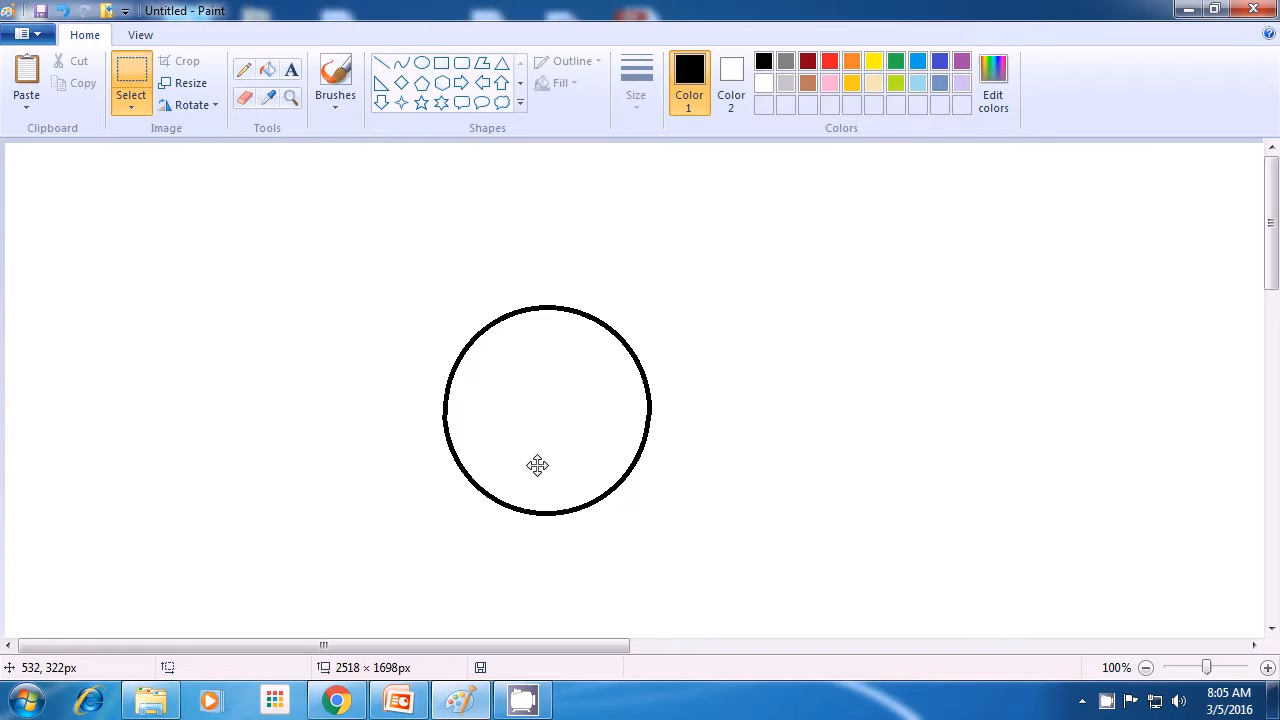 Untitled - Paint
Home View
Cut
Copy
Paste
Crop
Resize
Rotate
Select
A
Brushes
Outline
Fill
Size
Color 1
Color 2
Edit colors
Clipboard Image Tools Shapes Colors
532, 322px 2518 × 1698px 100%
8:05 AM
3/5/2016